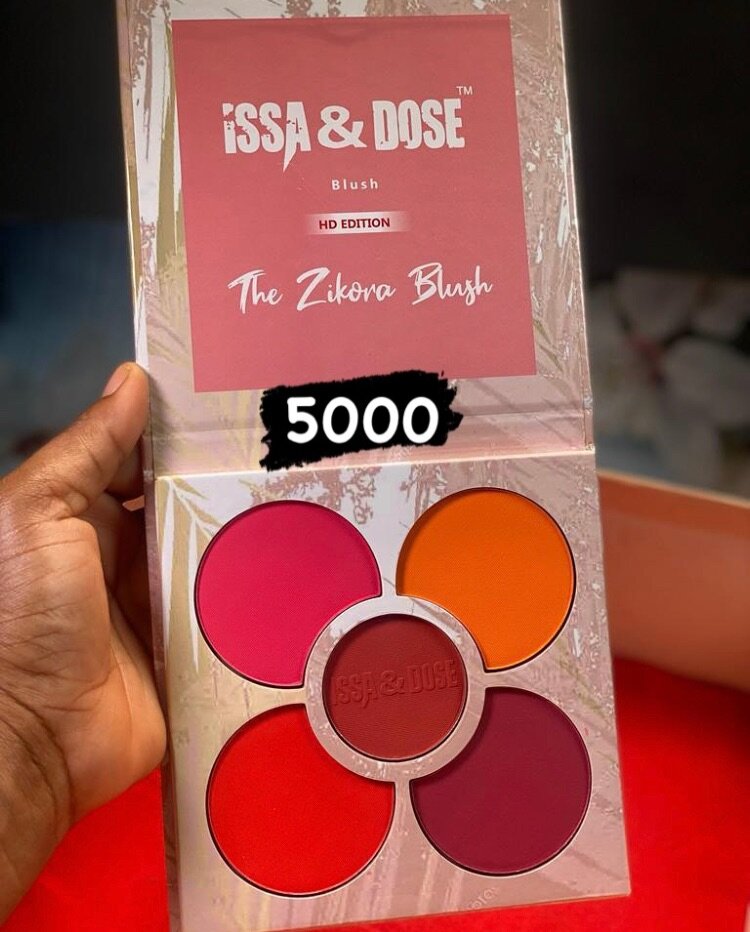 ISSA & DOSE™
Blush
HD EDITION
The Zikora Blush
5000
ISSA & DOSE